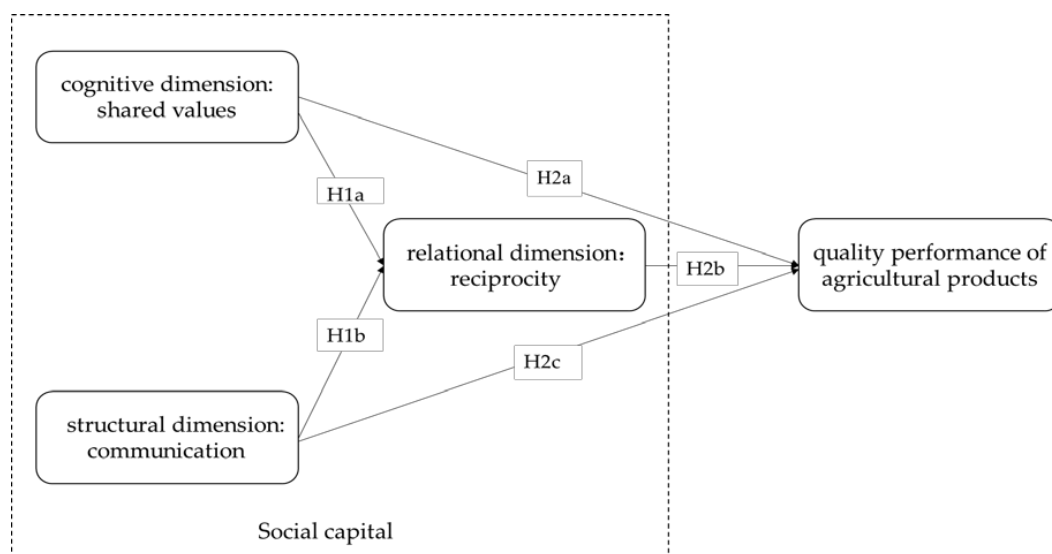 cognitive dimension:
shared values
H1a
H2a
relational dimension：
reciprocity
H2b
quality performance of
agricultural products
H1b
H2c
structural dimension:
communication
Social capital